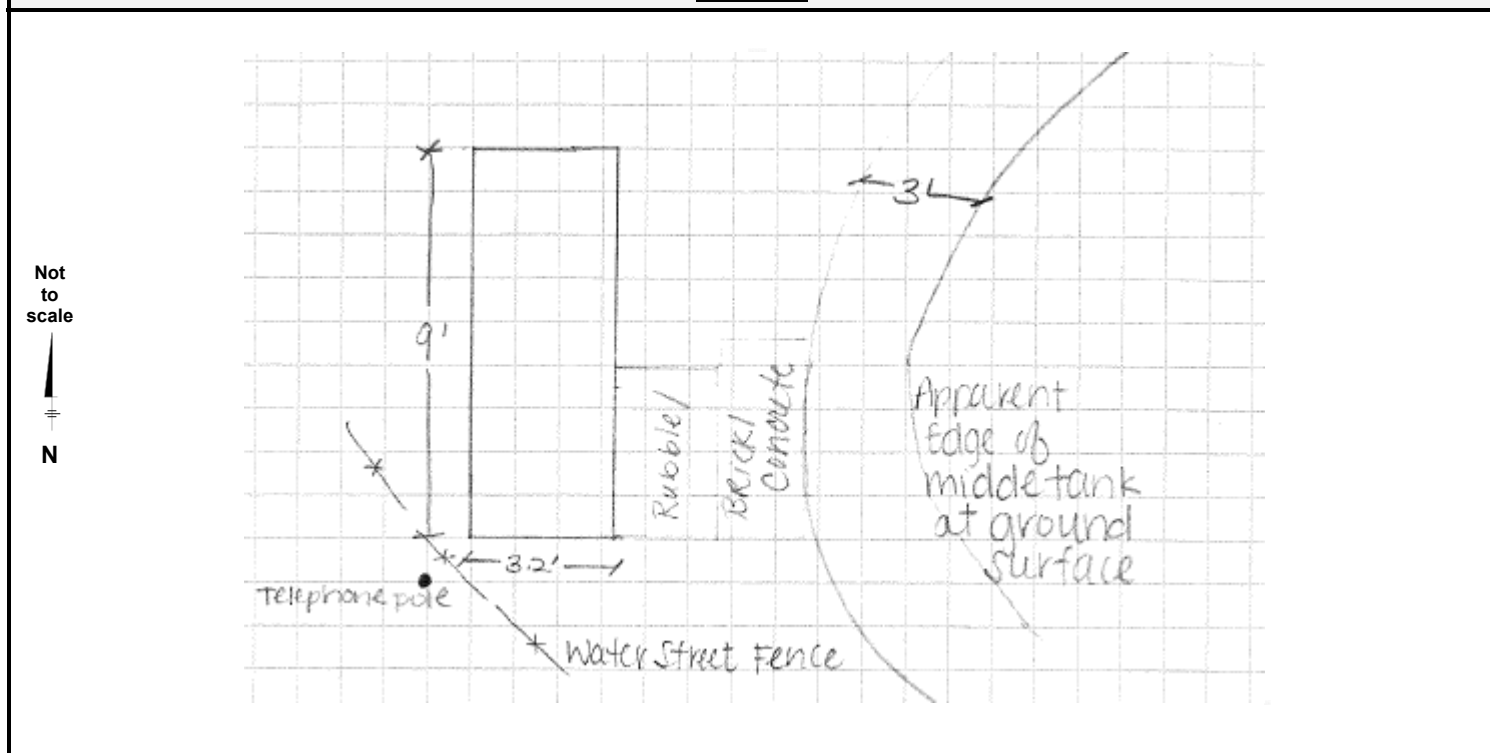 Not
to
scale
N
9'
3'
3.2'
Rubble/
Brick/
Concrete
Apparent
Edge of
middle tank
at ground
surface
Telephone pole
Water Street Fence